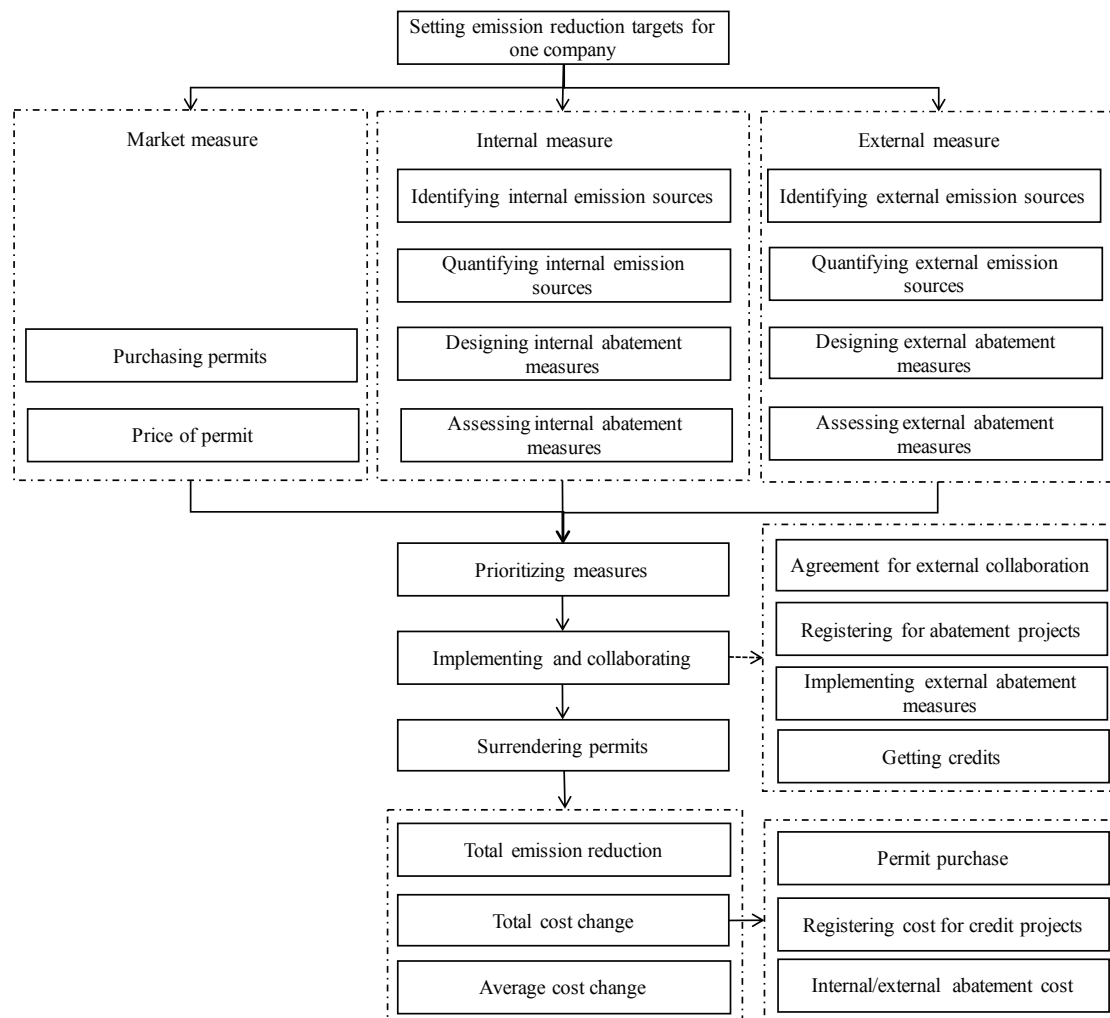 Setting emission reduction targets for
one company
Market measure
Purchasing permits
Price of permit
Internal measure
Identifying internal emission sources
Quantifying internal emission
sources
Designing internal abatement
measures
Assessing internal abatement
measures
External measure
Identifying external emission sources
Quantifying external emission
sources
Designing external abatement
measures
Assessing external abatement
measures
Prioritizing measures
Implementing and collaborating
Surrendering permits
Agreement for external collaboration
Registering for abatement projects
Implementing external abatement
measures
Getting credits
Total emission reduction
Total cost change
Average cost change
Permit purchase
Registering cost for credit projects
Internal/external abatement cost